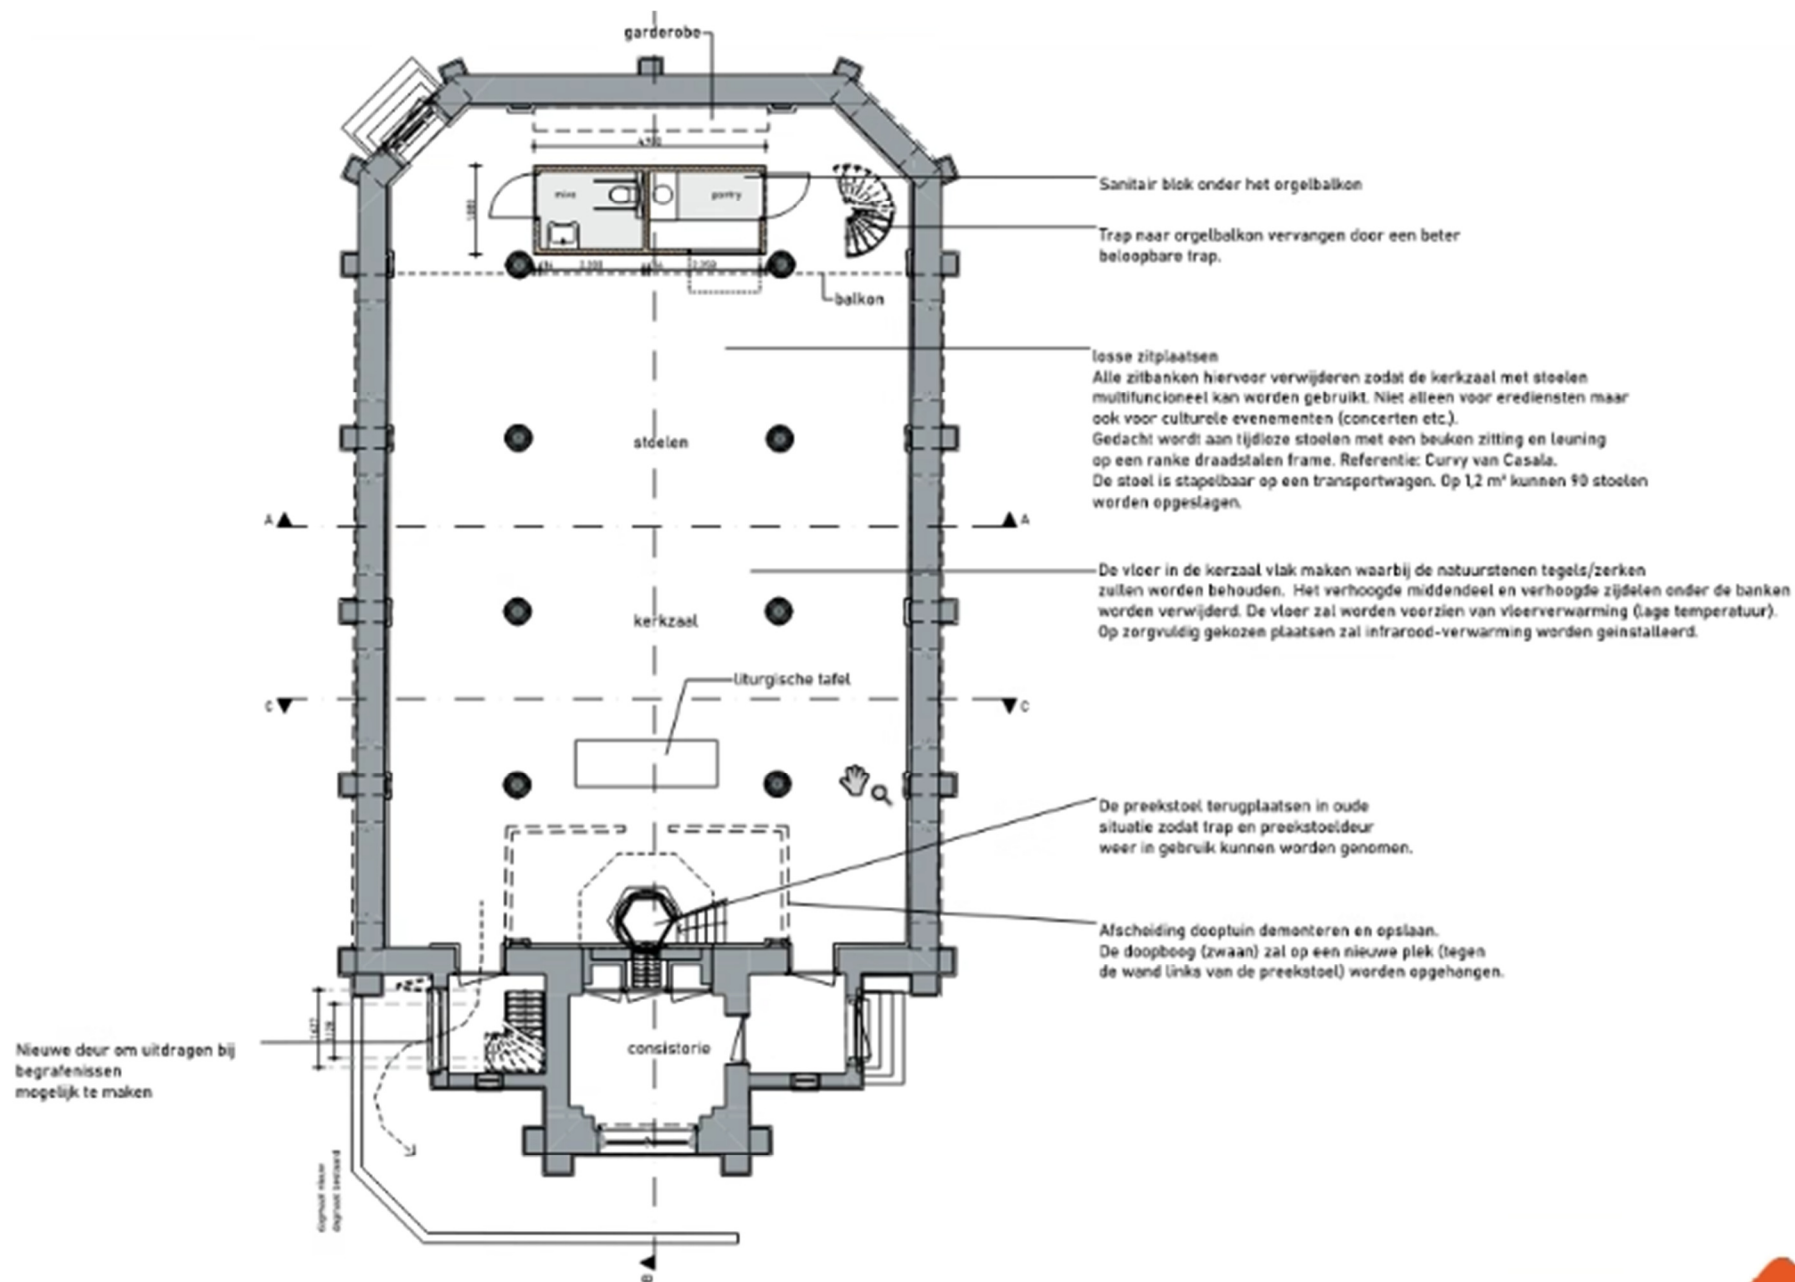 garderobe
miva
pantry
Sanitair blok onder het orgelbalkon
Trap naar orgelbalkon vervangen door een beter
beloopbare trap.
balkon
losse zitplaatsen
Alle zitbanken hiervoor verwijderen zodat de kerkzaal met stoelen
multifuncioneel kan worden gebruikt. Niet alleen voor erediensten maar
ook voor culturele evenementen (concerten etc.).
Gedacht wordt aan tijdloze stoelen met een beuken zitting en leuning
op een ranke draadstalen frame. Referentie: Curvy van Casala.
De stoel is stapelbaar op een transportwagen. Op 1,2 m² kunnen 90 stoelen
worden opgeslagen.
stoelen
A
A
De vloer in de kerzaal vlak maken waarbij de natuurstenen tegels/zerken
zullen worden behouden. Het verhoogde middendeel en verhoogde zijdelen onder de banken
worden verwijderd. De vloer zal worden voorzien van vloerverwarming (lage temperatuur).
Op zorgvuldig gekozen plaatsen zal infrarood-verwarming worden geinstalleerd.
kerkzaal
liturgische tafel
C
C
De preekstoel terugplaatsen in oude
situatie zodat trap en preekstoeldeur
weer in gebruik kunnen worden genomen.
Afscheiding dooptuin demonteren en opslaan.
De doopboog (zwaan) zal op een nieuwe plek (tegen
de wand links van de preekstoel) worden opgehangen.
Nieuwe deur om uitdragen bij
begrafenissen
mogelijk te maken
consistorie
B